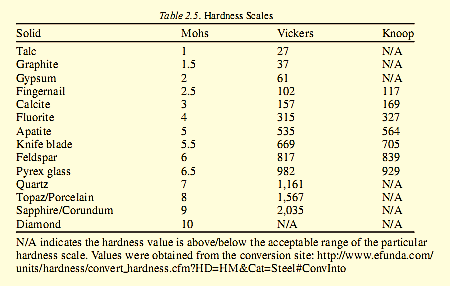 Table 2.5. Hardness Scales
Solid Mohs Vickers Knoop
Talc 1 27 N/A
Graphite 1.5 37 N/A
Gypsum 2 61 N/A
Fingernail 2.5 102 117
Calcite 3 157 169
Fluorite 4 315 327
Apatite 5 535 564
Knife blade 5.5 669 705
Feldspar 6 817 839
Pyrex glass 6.5 982 929
Quartz 7 1,161 N/A
Topaz/Porcelain 8 1,567 N/A
Sapphire/Corundum 9 2,035 N/A
Diamond 10 N/A N/A
N/A indicates the hardness value is above/below the acceptable range of the particular
hardness scale. Values were obtained from the conversion site: http://www.efunda.com/
units/hardness/convert_hardness.cfm?HD=HM&Cat=Steel#ConvInto